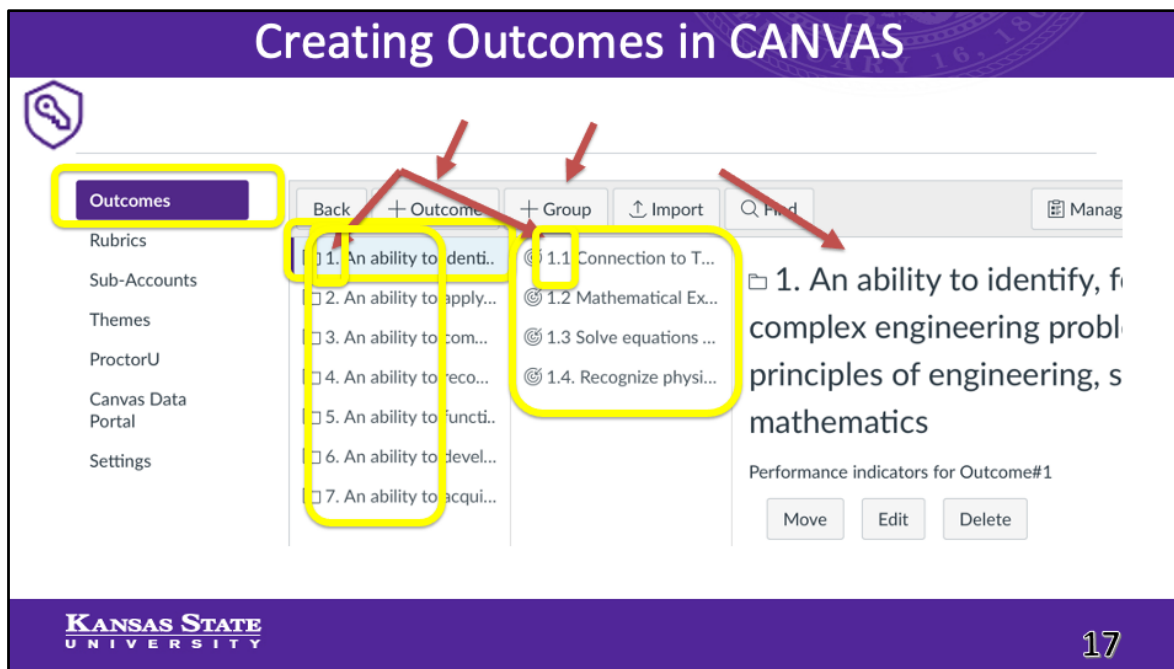 Creating Outcomes in CANVAS
ARY 16, 18
Outcomes
Rubrics
Sub-Accounts
Themes
ProctorU
Canvas Data
Portal
Settings
Back + Outcome + Group Import Find Manag
1. An ability to identi..
2. An ability to apply...
3. An ability to com...
4. An ability to reco...
5. An ability to functi..
6. An ability to devel...
7. An ability to acqui...
1.1 Connection to T...
1.2 Mathematical Ex...
1.3 Solve equations ...
1.4. Recognize physi...
1. An ability to identify, f
complex engineering probl
principles of engineering, s
mathematics
Performance indicators for Outcome#1
Move Edit Delete
KANSAS STATE
UNIVERSITY
17